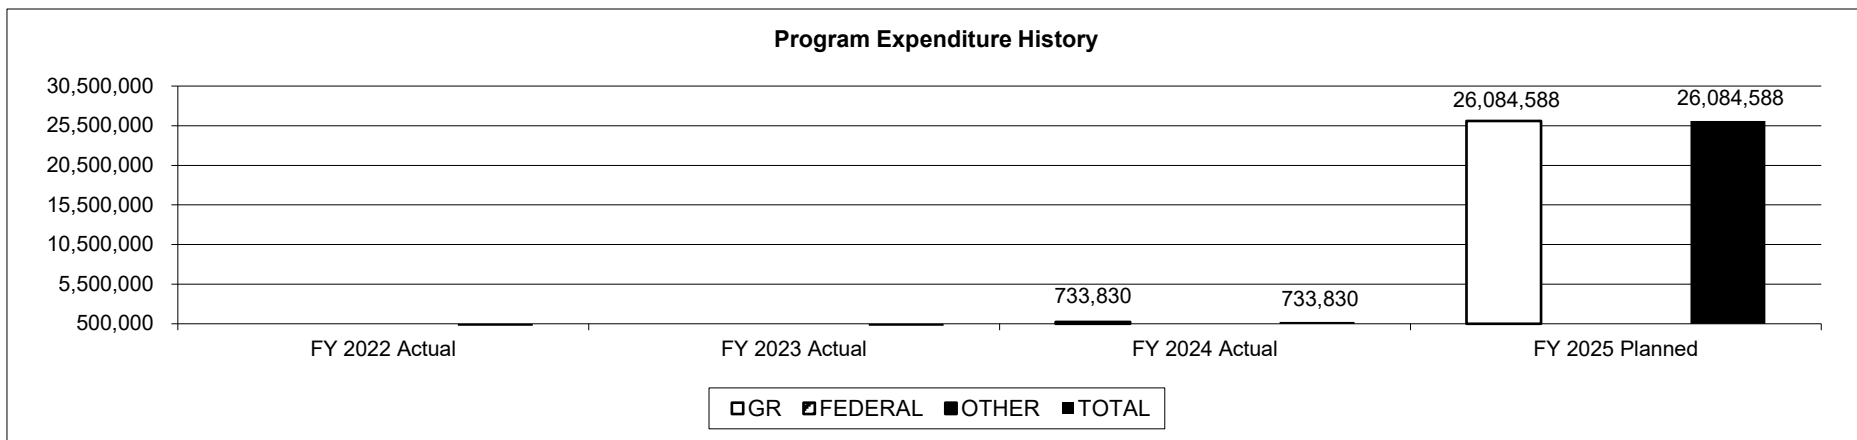 Program Expenditure History
30,500,000
25,500,000
20,500,000
15,500,000
10,500,000
5,500,000
500,000
733,830
733,830
26,084,588
26,084,588
FY 2022 Actual
FY 2023 Actual
FY 2024 Actual
FY 2025 Planned
GR FEDERAL OTHER TOTAL